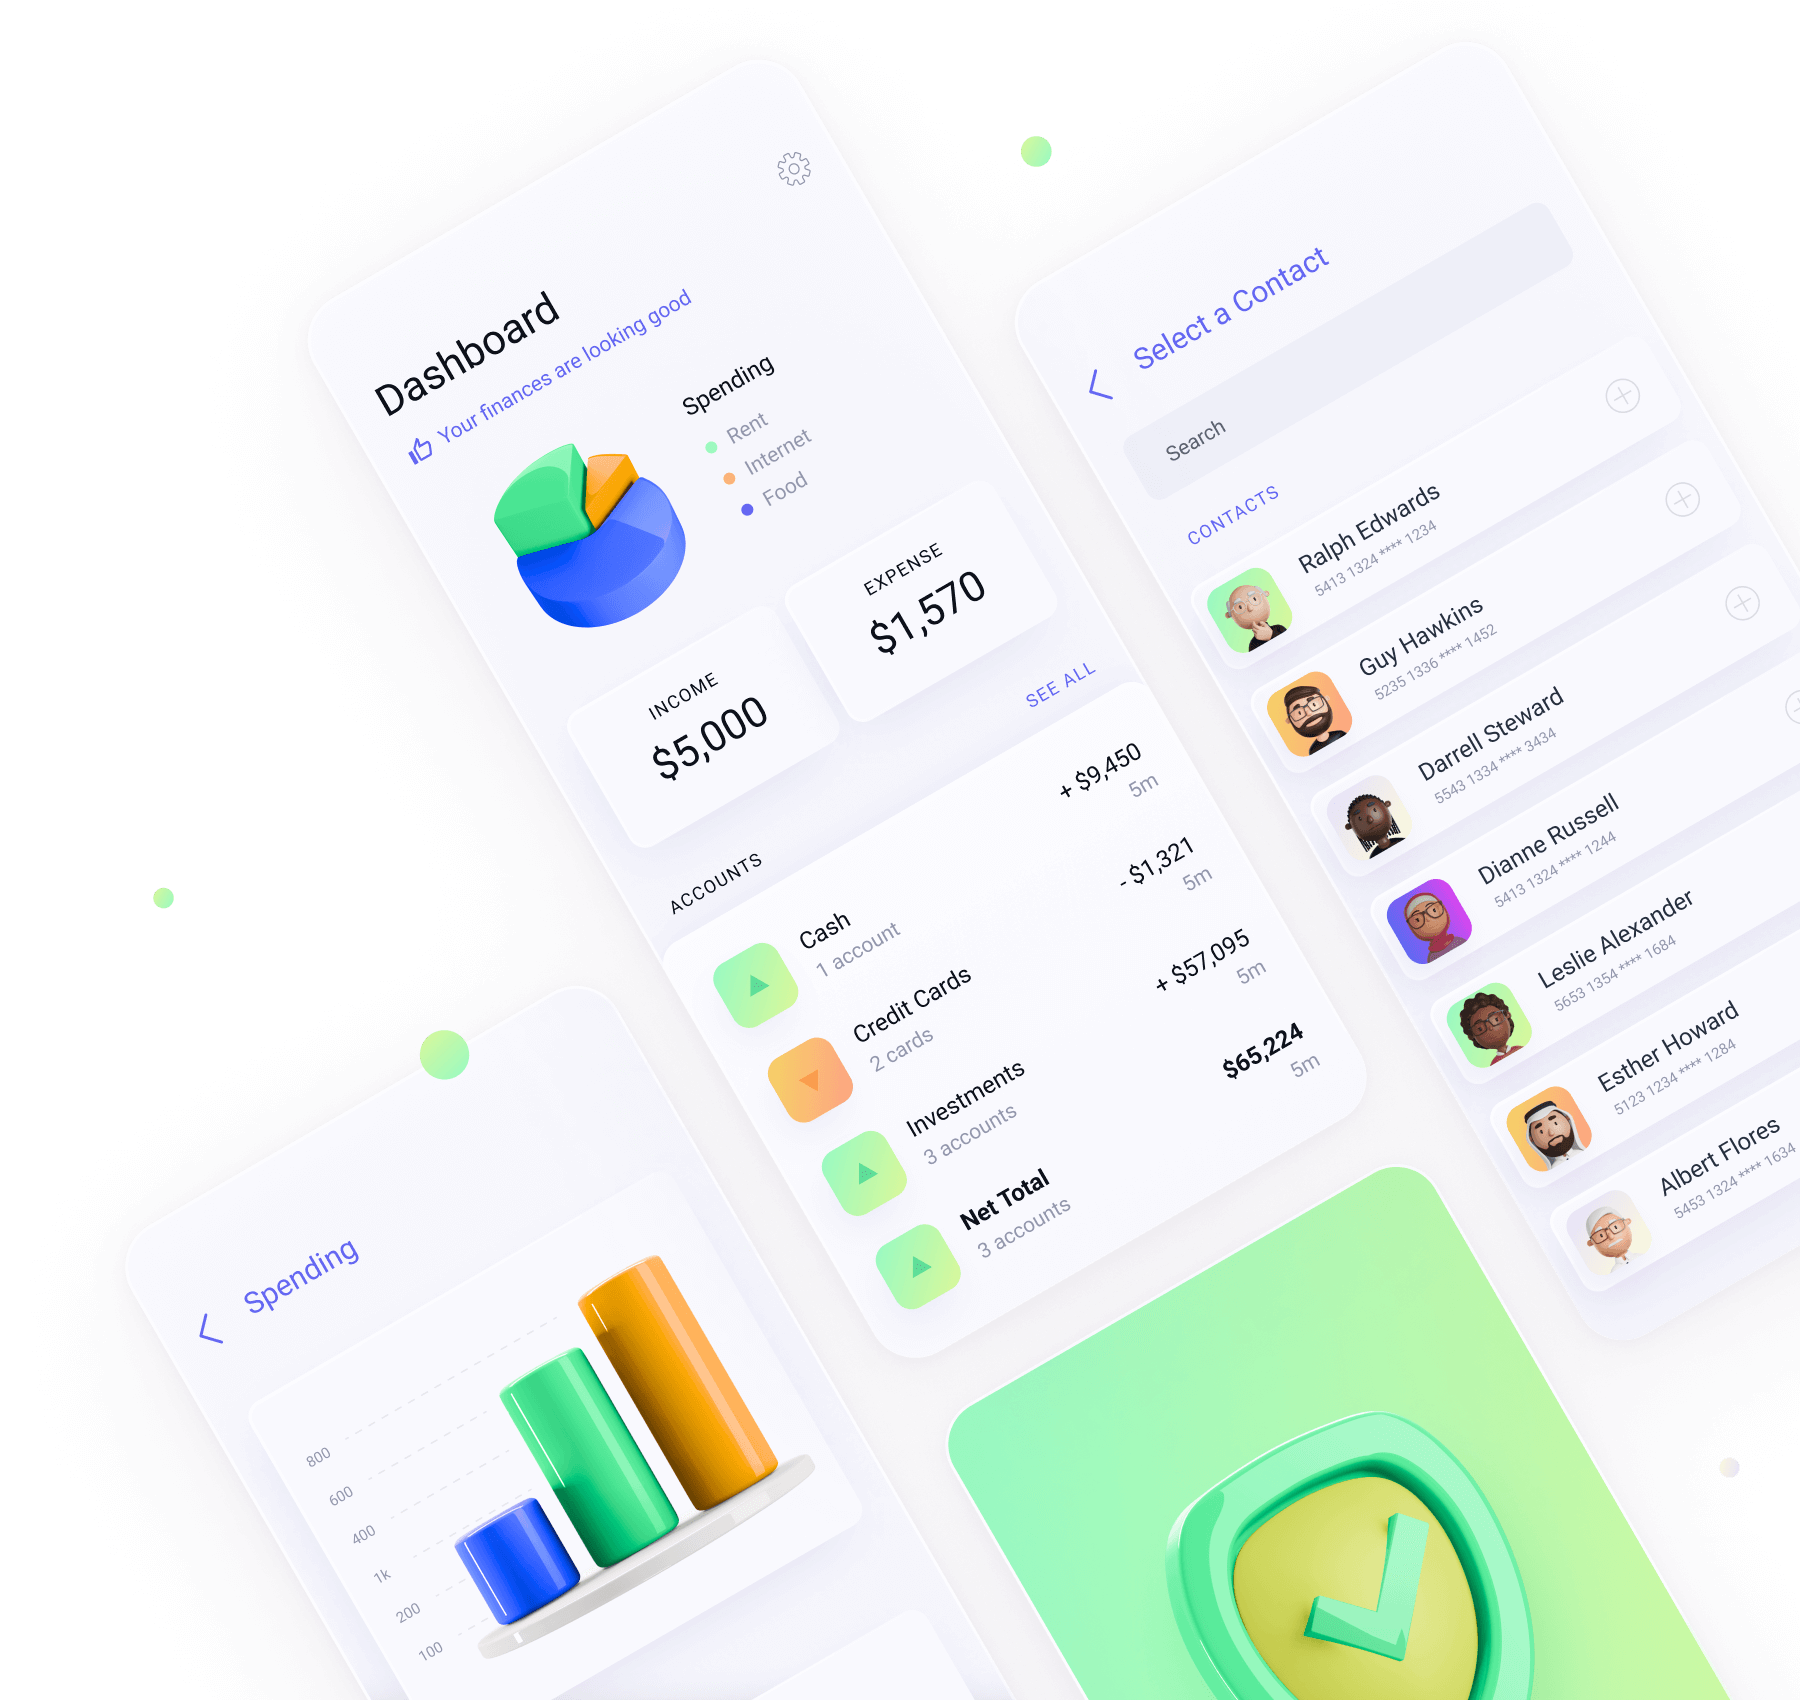 Dashboard
Your finances are looking good
Spending
Rent
Internet
Food
INCOME
$5,000
EXPENSE
$1,570
ACCOUNTS
SEE ALL
Cash
1 account
+ $9,450
5m
Credit Cards
2 cards
- $1,321
5m
Investments
3 accounts
+ $57,095
5m
Net Total
3 accounts
$65,224
5m
Select a Contact
Search
CONTACTS
Ralph Edwards
5413 1324 **** 1234
Guy Hawkins
5235 1336 **** 1452
Darrell Steward
5543 1334 **** 3434
Dianne Russell
5413 1324 **** 1244
Leslie Alexander
5653 1354 **** 1684
Esther Howard
5123 1234 **** 1284
Albert Flores
5453 1324 **** 1634
Spending
800
600
400
1k
200
100